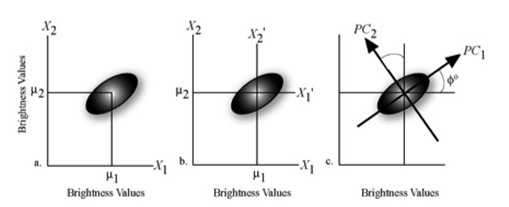 X2
Brightness Values
μ2
a.
μ1
X1
Brightness Values
X2
X2'
μ2
X1'
b.
μ1
X1
Brightness Values
PC2
PC1
φ°
c.
Brightness Values